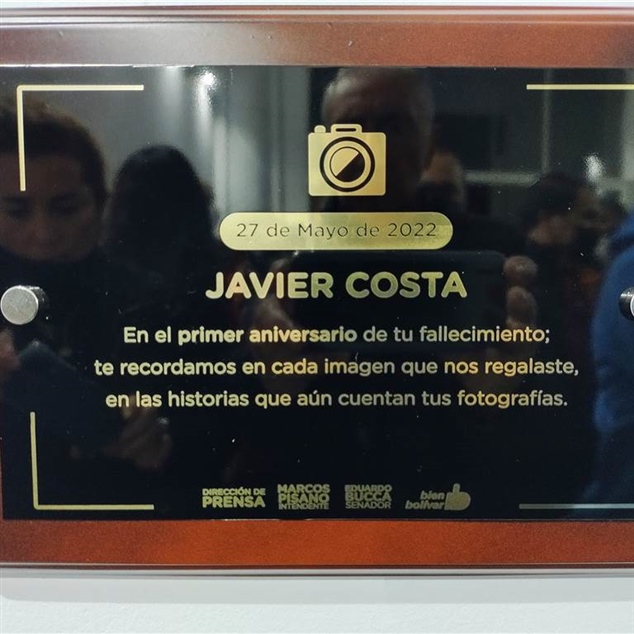 27 de Mayo de 2022
JAVIER COSTA
En el primer aniversario de tu fallecimiento;
te recordamos en cada imagen que nos regalaste,
en las historias que aún cuentan tus fotografías.
DIRECCIÓN DE
PRENSA
MARCOS
PISANO
INTENDENTE
EDUARDO
BUCCA
SENADOR
bien
bolívar